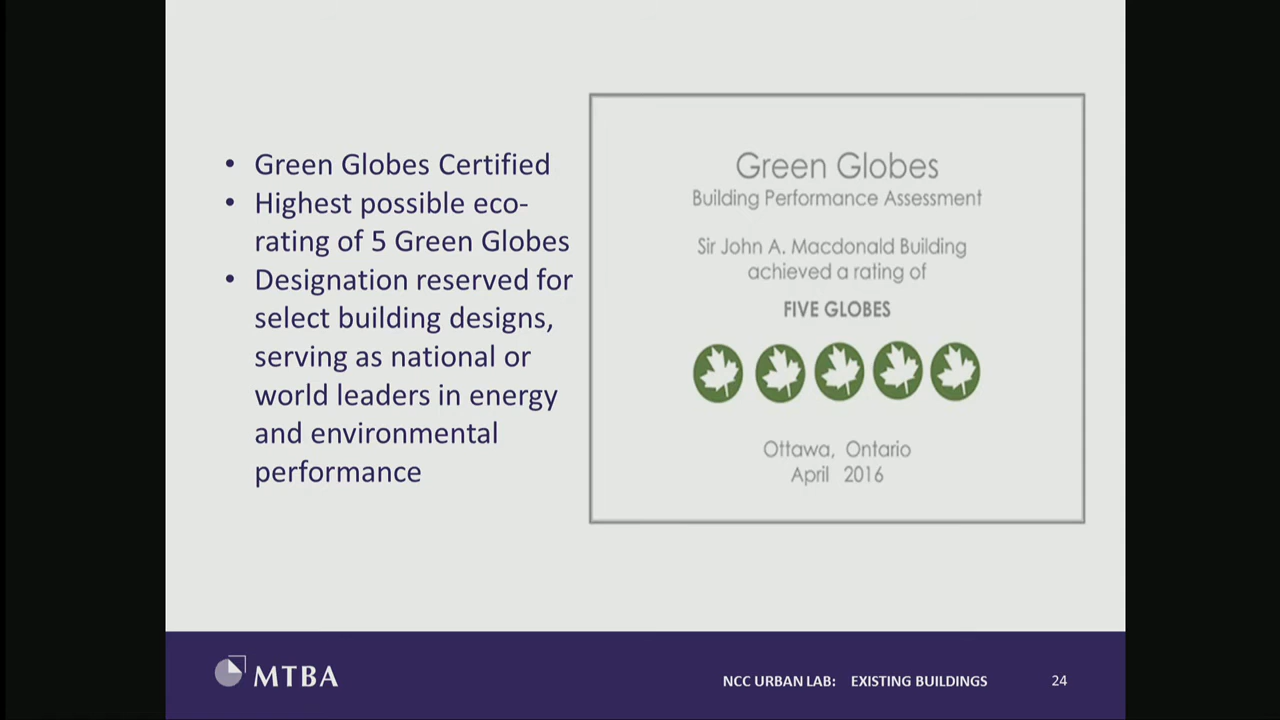 • Green Globes Certified
• Highest possible eco-
rating of 5 Green Globes
• Designation reserved for
select building designs,
serving as national or
world leaders in energy
and environmental
performance
Green Globes
Building Performance Assessment
Sir John A. Macdonald Building
achieved a rating of
FIVE GLOBES
Ottawa, Ontario
April 2016
MTBA
NCC URBAN LAB: EXISTING BUILDINGS
24